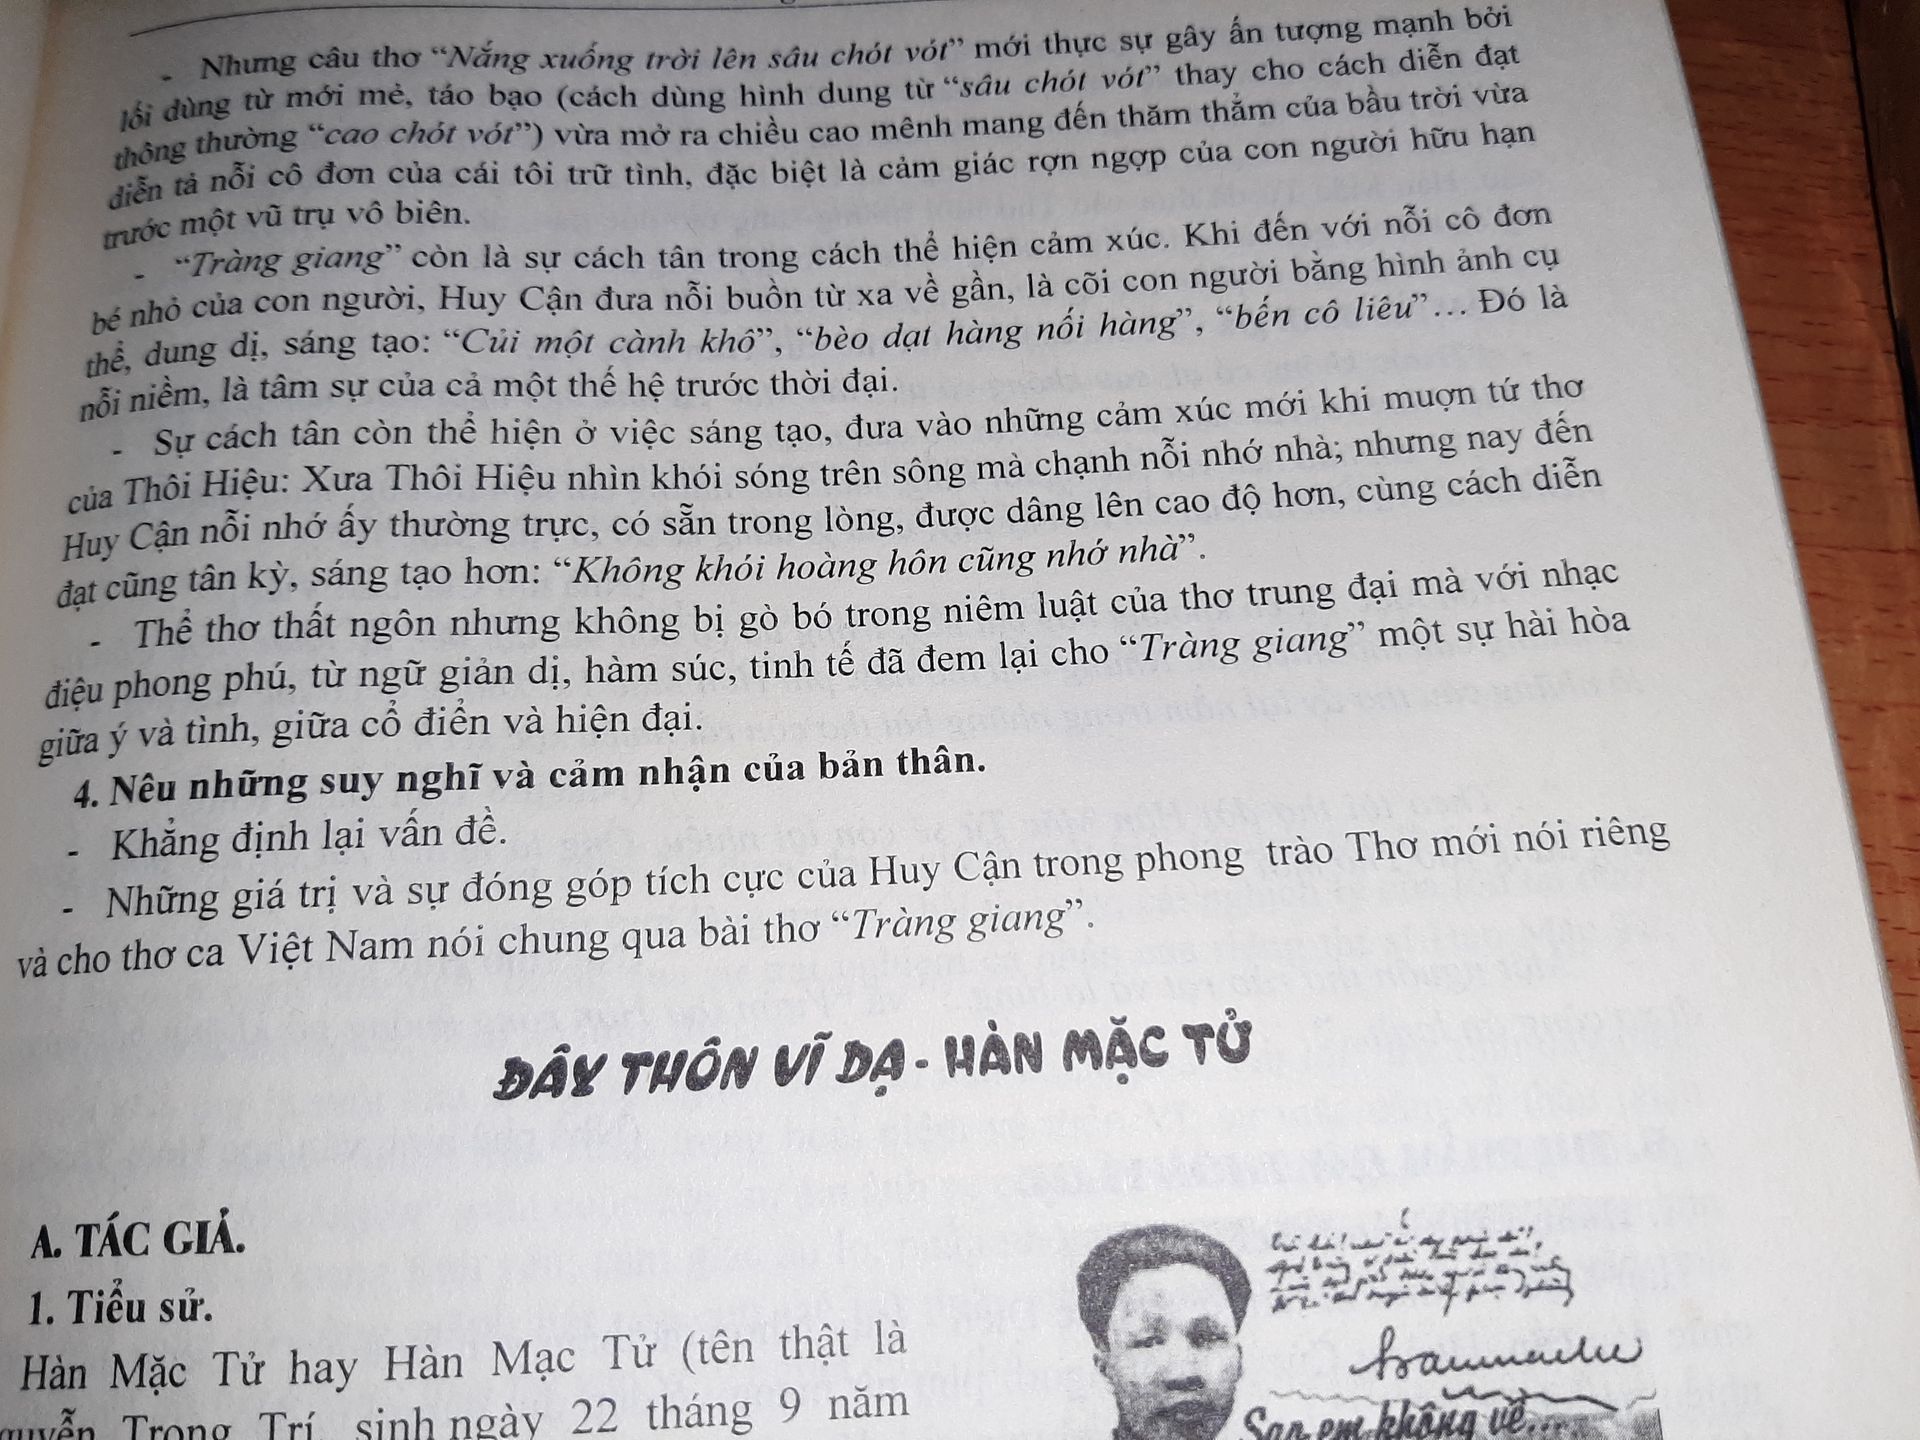 - Nhưng câu thơ “Nắng xuống trời lên sâu chót vót” mới thực sự gây ấn tượng mạnh bởi
lối dùng từ mới mẻ, táo bạo (cách dùng hình dung từ “sâu chót vót” thay cho cách diễn đạt
thông thường “cao chót vót”) vừa mở ra chiều cao mênh mang đến thăm thẳm của bầu trời vừa
diễn tả nỗi cô đơn của cái tôi trữ tình, đặc biệt là cảm giác rợn ngợp của con người hữu hạn
trước một vũ trụ vô biên.
- “Tràng giang” còn là sự cách tân trong cách thể hiện cảm xúc. Khi đến với nỗi cô đơn
bé nhỏ của con người, Huy Cận đưa nỗi buồn từ xa về gần, là cõi con người bằng hình ảnh cụ
thể, dung dị, sáng tạo: “Củi một cành khô”, “bèo dạt hàng nối hàng”, “bến cô liêu”… Đó là
nỗi niềm, là tâm sự của cả một thế hệ trước thời đại.
- Sự cách tân còn thể hiện ở việc sáng tạo, đưa vào những cảm xúc mới khi muợn tứ thơ
của Thôi Hiệu: Xưa Thôi Hiệu nhìn khói sóng trên sông mà chạnh nỗi nhớ nhà; nhưng nay đến
Huy Cận nỗi nhớ ấy thường trực, có sẵn trong lòng, được dâng lên cao độ hơn, cùng cách diễn
đạt cũng tân kỳ, sáng tạo hơn: “Không khói hoàng hôn cũng nhớ nhà”.
- Thể thơ thất ngôn nhưng không bị gò bó trong niêm luật của thơ trung đại mà với nhạc
điệu phong phú, từ ngữ giản dị, hàm súc, tinh tế đã đem lại cho “Tràng giang” một sự hài hòa
giữa ý và tình, giữa cổ điển và hiện đại.
4. Nêu những suy nghĩ và cảm nhận của bản thân.
- Khẳng định lại vấn đề.
- Những giá trị và sự đóng góp tích cực của Huy Cận trong phong trào Thơ mới nói riêng
và cho thơ ca Việt Nam nói chung qua bài thơ “Tràng giang”.
ĐÂY THÔN VĨ DẠ - HÀN MẶC TỬ
A. TÁC GIẢ.
1. Tiểu sử.
Hàn Mặc Tử hay Hàn Mạc Tử (tên thật là
Trọng Trí, sinh ngày 22 tháng 9 năm
Sao em không về...